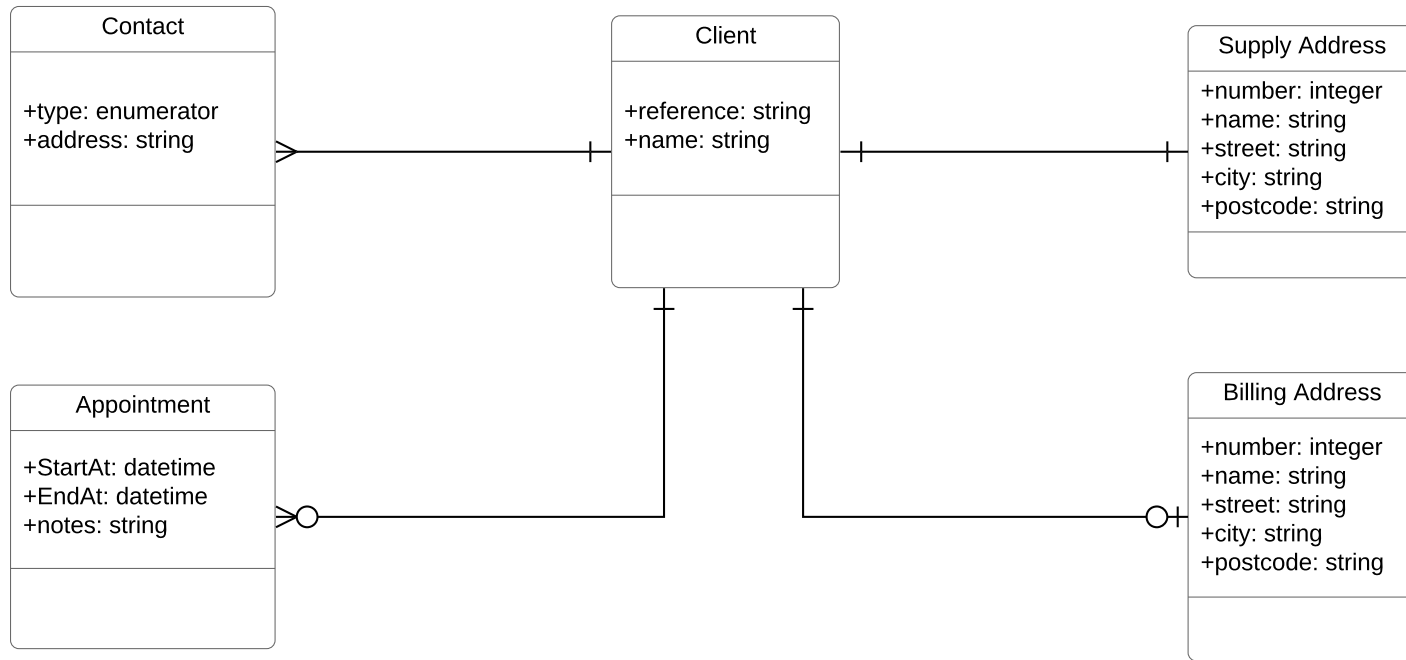 Contact
+type: enumerator
+address: string
Client
+reference: string
+name: string
Supply Address
+number: integer
+name: string
+street: string
+city: string
+postcode: string
Appointment
+StartAt: datetime
+EndAt: datetime
+notes: string
Billing Address
+number: integer
+name: string
+street: string
+city: string
+postcode: string